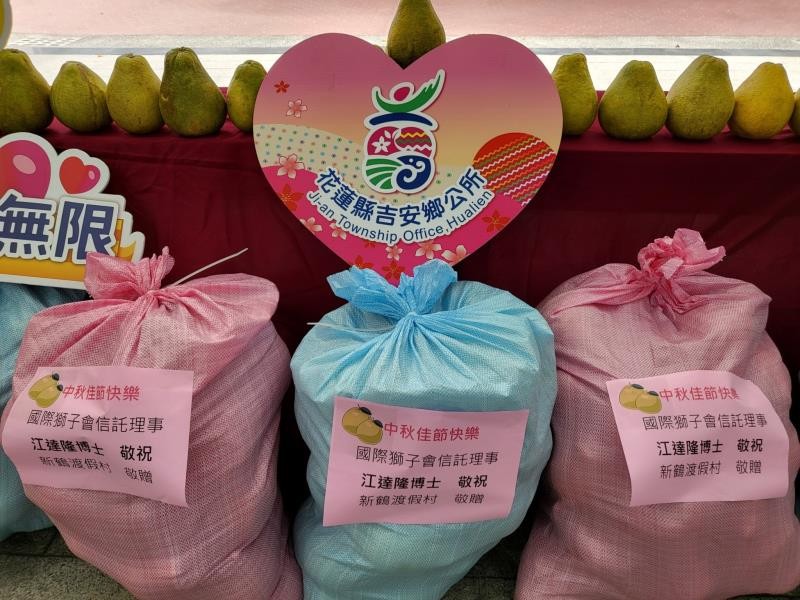 花蓮縣吉安鄉公所
Ji-an Township Office, Hualien
無限
中秋佳節快樂
國際獅子會信託理事
江達隆博士 敬祝
新鶴渡假村 敬贈
中秋佳節快樂
國際獅子會信託理事
江達隆博士 敬祝
新鶴渡假村 敬贈
中秋佳節快樂
國際獅子會信託理事
江達隆博士 敬祝
新鶴渡假村 敬贈